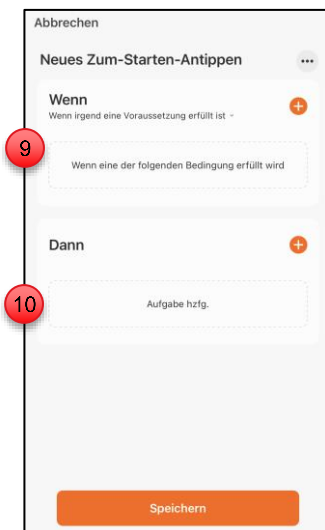 Abbrechen
Neues Zum-Starten-Antippen
Wenn
Wenn irgend eine Voraussetzung erfüllt ist -
9
Wenn eine der folgenden Bedingung erfüllt wird
Dann
10
Aufgabe hzfg.
Speichern